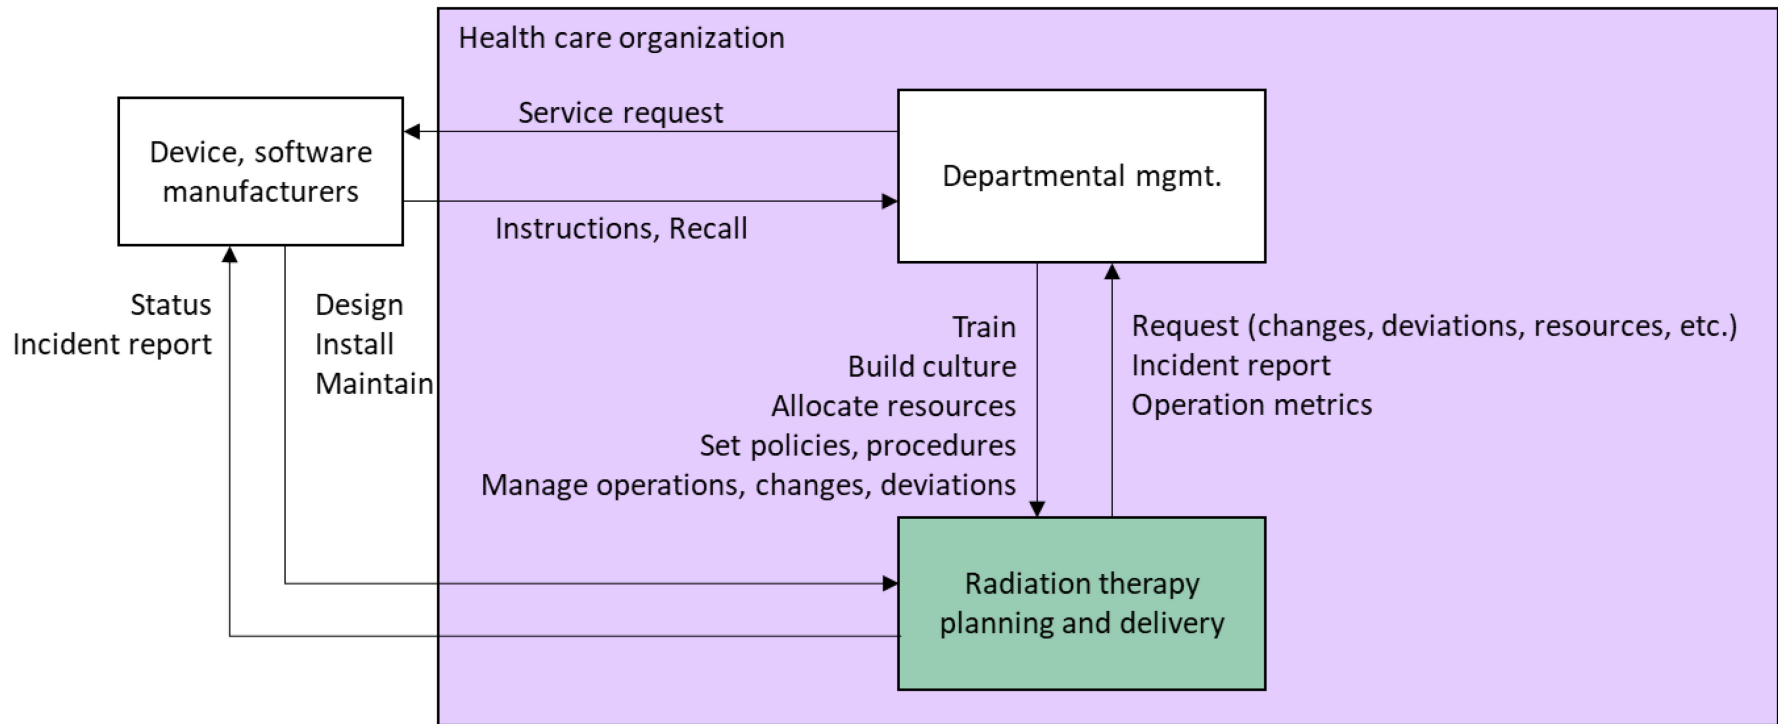 Health care organization
Service request
Device, software
manufacturers
Departmental mgmt.
Instructions, Recall
Status
Incident report
Design
Install
Maintain
Train
Build culture
Allocate resources
Set policies, procedures
Manage operations, changes, deviations
Request (changes, deviations, resources, etc.)
Incident report
Operation metrics
Radiation therapy
planning and delivery